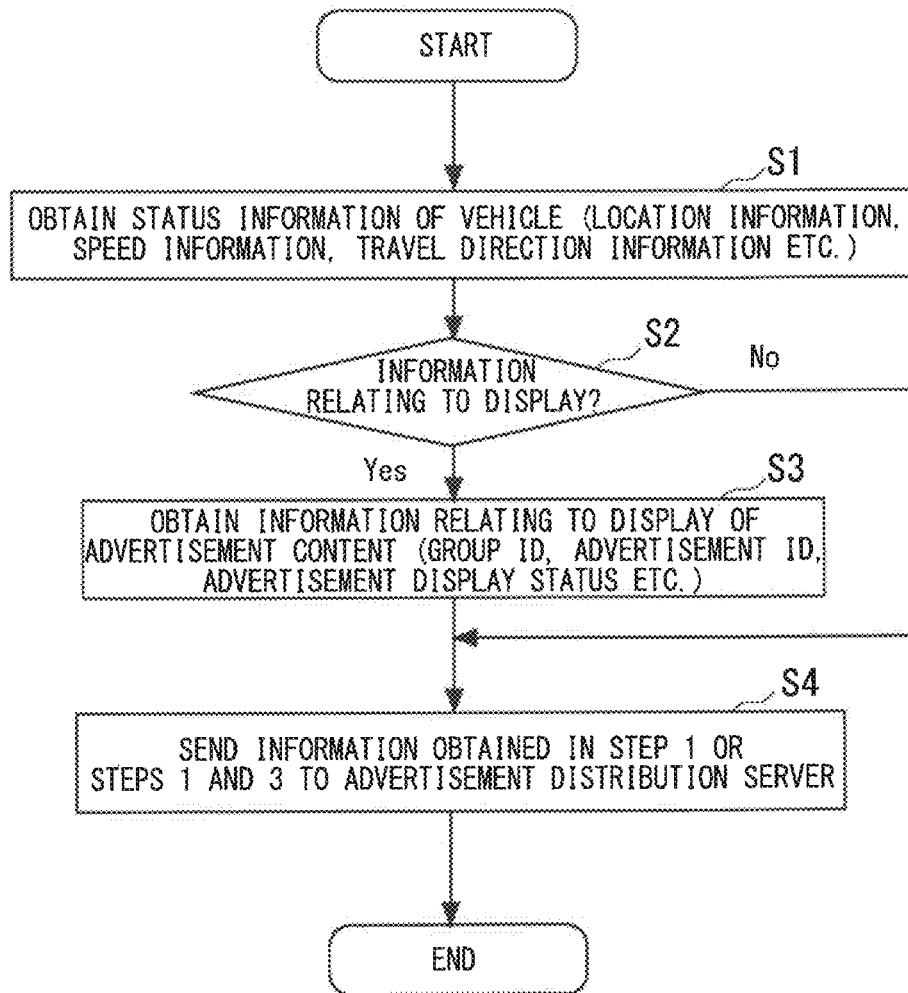 START
S1
OBTAIN STATUS INFORMATION OF VEHICLE (LOCATION INFORMATION,
SPEED INFORMATION, TRAVEL DIRECTION INFORMATION ETC.)
S2
No
INFORMATION
RELATING TO DISPLAY?
Yes
S3
OBTAIN INFORMATION RELATING TO DISPLAY OF
ADVERTISEMENT CONTENT (GROUP ID, ADVERTISEMENT ID,
ADVERTISEMENT DISPLAY STATUS ETC.)
S4
SEND INFORMATION OBTAINED IN STEP 1 OR
STEPS 1 AND 3 TO ADVERTISEMENT DISTRIBUTION SERVER
END